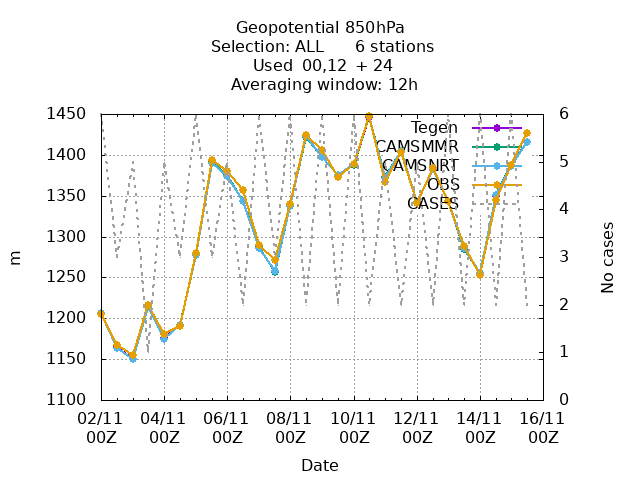 Geopotential 850hPa
Selection: ALL 6 stations
Used 00,12 + 24
Averaging window: 12h
1450
1400
1350
1300
1250
1200
1150
1100
m
6
5
4
3
2
1
0
No cases
Tegen
CAMSMMR
CAMSNRT
OBS
CASES
02/11 04/11 06/11 08/11 10/11 12/11 14/11 16/11
00Z 00Z 00Z 00Z 00Z 00Z 00Z 00Z
Date